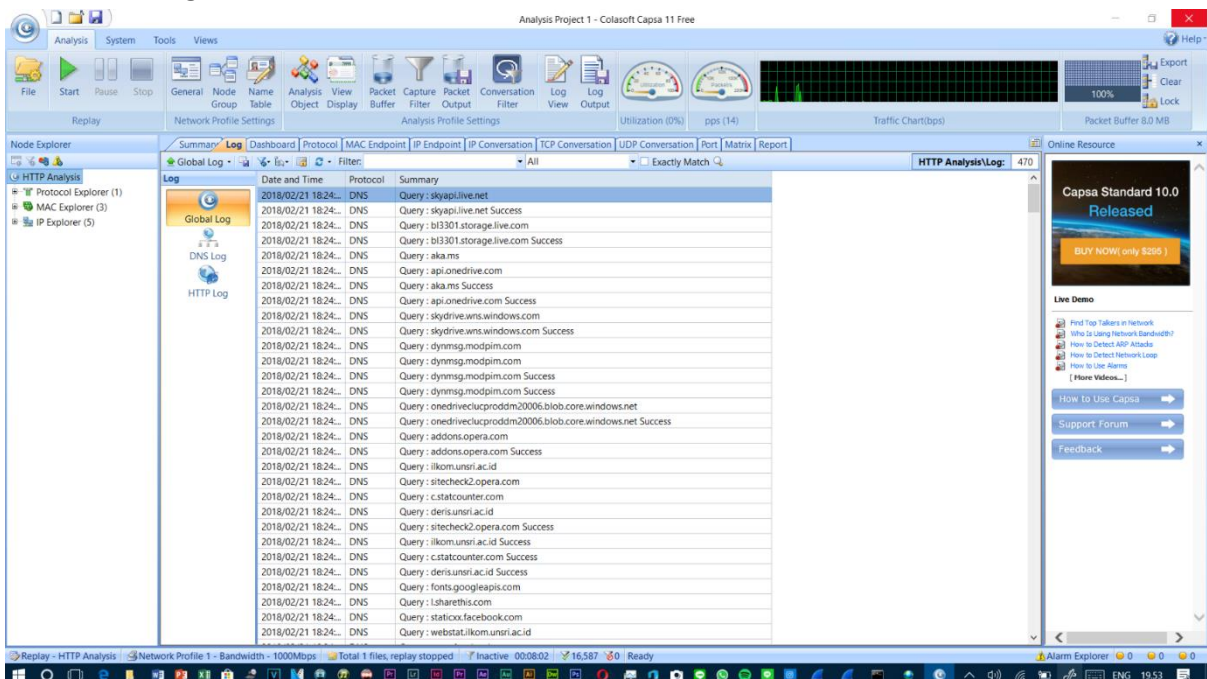 Analysis Project 1 - Colasoft Capsa 11 Free
Analysis System Tools Views
Help
File Start Pause Stop
General Node Group Name Table
Analysis Object View Display Packet Buffer Capture Filter Packet Output Conversation Filter Log View Log Output
100%
Export
Clear
Lock
Replay
Network Profile Settings
Analysis Profile Settings
Utilization (0%)
pps (14)
Traffic Chart(bps)
Packet Buffer 8.0 MB
Node Explorer
Summary Log Dashboard Protocol MAC Endpoint IP Endpoint IP Conversation TCP Conversation UDP Conversation Port Matrix Report
Online Resource
Global Log
Filter:
All
Exactly Match
HTTP Analysis\Log: 470
HTTP Analysis
Protocol Explorer (1)
MAC Explorer (3)
IP Explorer (5)
Log
Global Log
DNS Log
HTTP Log
Date and Time Protocol Summary
2018/02/21 18:24:... DNS Query : skyapi.live.net
2018/02/21 18:24:... DNS Query : skyapi.live.net Success
2018/02/21 18:24:... DNS Query : bl3301.storage.live.com
2018/02/21 18:24:... DNS Query : bl3301.storage.live.com Success
2018/02/21 18:24:... DNS Query : aka.ms
2018/02/21 18:24:... DNS Query : api.onedrive.com
2018/02/21 18:24:... DNS Query : aka.ms Success
2018/02/21 18:24:... DNS Query : api.onedrive.com Success
2018/02/21 18:24:... DNS Query : skydrive.wns.windows.com
2018/02/21 18:24:... DNS Query : skydrive.wns.windows.com Success
2018/02/21 18:24:... DNS Query : dynmsg.modpim.com
2018/02/21 18:24:... DNS Query : dynmsg.modpim.com
2018/02/21 18:24:... DNS Query : dynmsg.modpim.com Success
2018/02/21 18:24:... DNS Query : dynmsg.modpim.com Success
2018/02/21 18:24:... DNS Query : onedriveclucproddm20006.blob.core.windows.net
2018/02/21 18:24:... DNS Query : onedriveclucproddm20006.blob.core.windows.net Success
2018/02/21 18:24:... DNS Query : addons.opera.com
2018/02/21 18:24:... DNS Query : addons.opera.com Success
2018/02/21 18:24:... DNS Query : ilkom.unsri.ac.id
2018/02/21 18:24:... DNS Query : sitecheck2.opera.com
2018/02/21 18:24:... DNS Query : c.statcounter.com
2018/02/21 18:24:... DNS Query : deris.unsri.ac.id
2018/02/21 18:24:... DNS Query : sitecheck2.opera.com Success
2018/02/21 18:24:... DNS Query : ilkom.unsri.ac.id Success
2018/02/21 18:24:... DNS Query : c.statcounter.com Success
2018/02/21 18:24:... DNS Query : deris.unsri.ac.id Success
2018/02/21 18:24:... DNS Query : fonts.googleapis.com
2018/02/21 18:24:... DNS Query : l.sharethis.com
2018/02/21 18:24:... DNS Query : staticxx.facebook.com
2018/02/21 18:24:... DNS Query : webstat.ilkom.unsri.ac.id
Capsa Standard 10.0
Released
BUY NOW( only $295 )
Live Demo
Find Top Talkers in Network
Who Is Using Network Bandwidth?
How to Detect ARP Attacks
How to Detect Network Loop
How to Use Alarms
[ More Videos... ]
How to Use Capsa
Support Forum
Feedback
Replay - HTTP Analysis Network Profile 1 - Bandwidth - 1000Mbps Total 1 files, replay stopped Inactive 00:08:02 16,587 0 Ready
Alarm Explorer 0 0 0
ENG 19.53